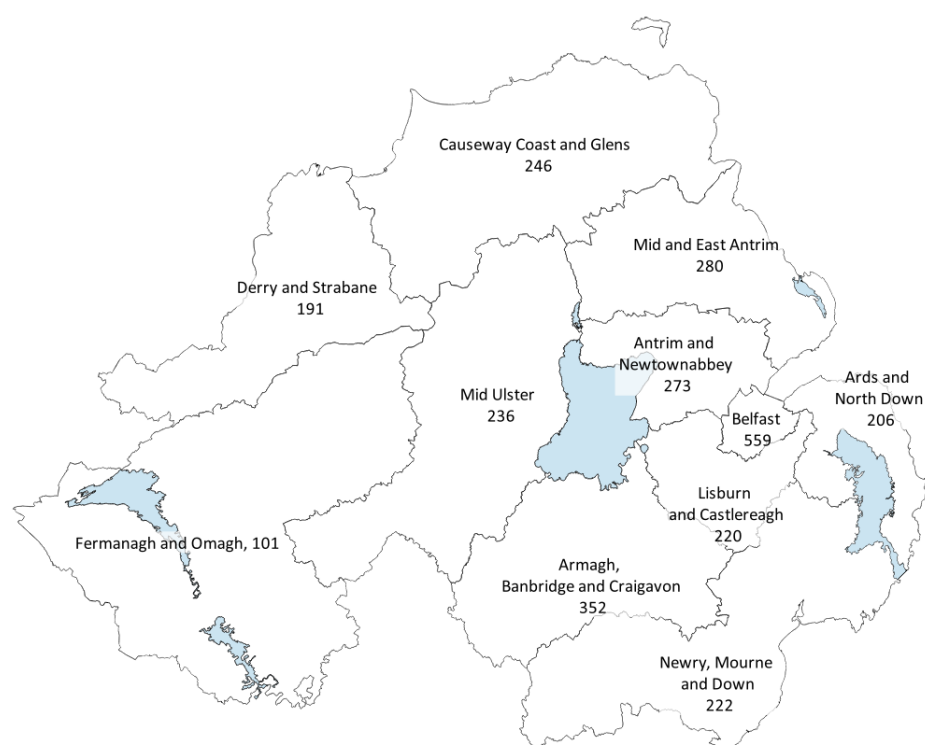 Causeway Coast and Glens
246
Mid and East Antrim
280
Derry and Strabane
191
Antrim and
Newtownabbey
273
Ards and
North Down
206
Mid Ulster
236
Belfast
559
Lisburn
and Castlereagh
220
Fermanagh and Omagh, 101
Armagh,
Banbridge and Craigavon
352
Newry, Mourne
and Down
222